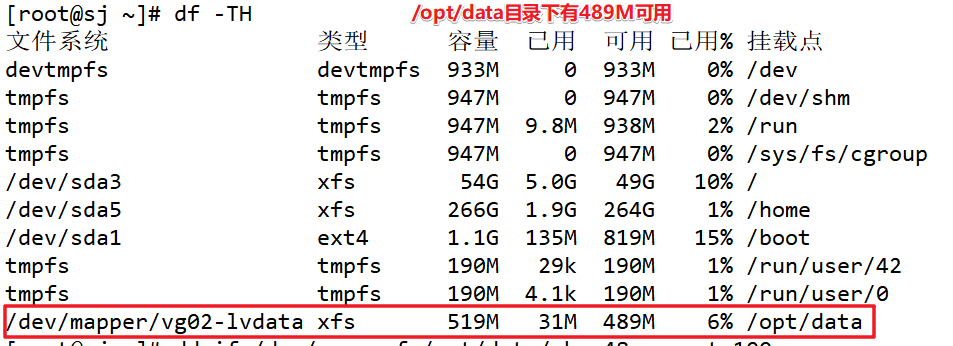 [root@sj ~]# df -TH /opt/data目录下有489M可用
文件系统 类型 容量 已用 可用 已用% 挂载点
devtmpfs devtmpfs 933M 0 933M 0% /dev
tmpfs tmpfs 947M 0 947M 0% /dev/shm
tmpfs tmpfs 947M 9.8M 938M 2% /run
tmpfs tmpfs 947M 0 947M 0% /sys/fs/cgroup
/dev/sda3 xfs 54G 5.0G 49G 10% /
/dev/sda5 xfs 266G 1.9G 264G 1% /home
/dev/sda1 ext4 1.1G 135M 819M 15% /boot
tmpfs tmpfs 190M 29k 190M 1% /run/user/42
tmpfs tmpfs 190M 4.1k 190M 1% /run/user/0
/dev/mapper/vg02-lvdata xfs 519M 31M 489M 6% /opt/data